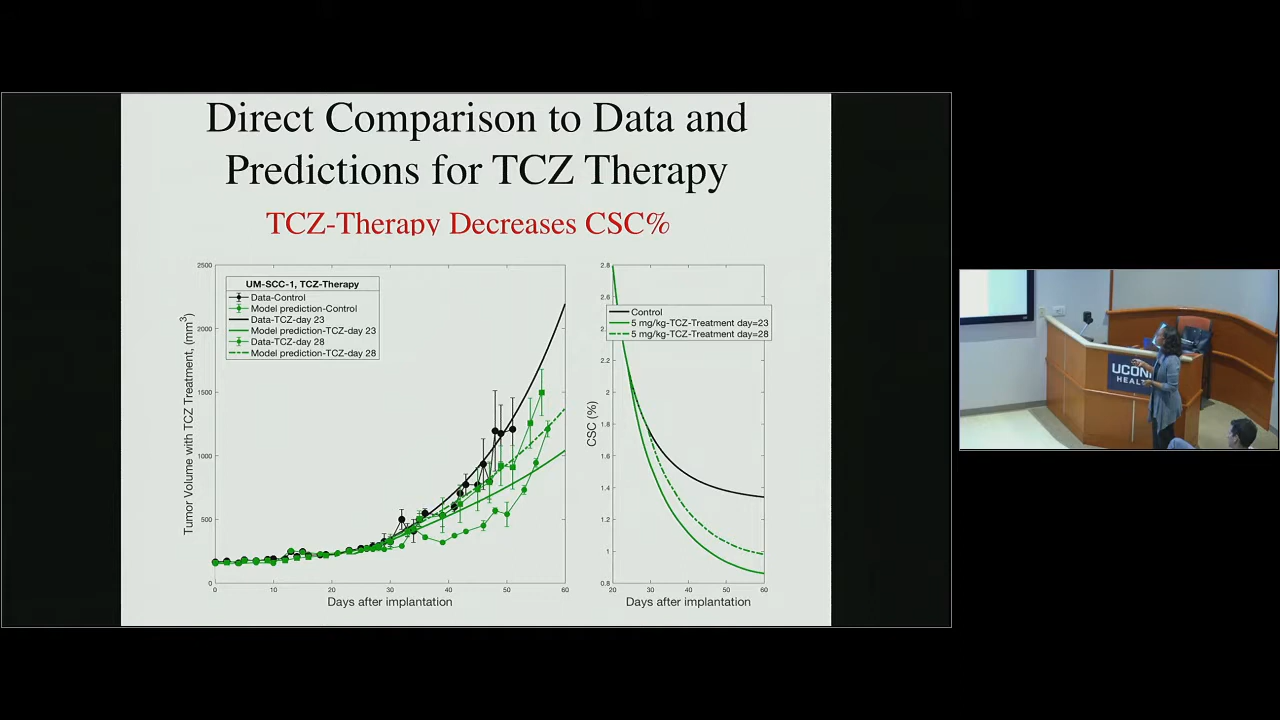 Direct Comparison to Data and
Predictions for TCZ Therapy
TCZ-Therapy Decreases CSC%
2500
2000
1500
1000
500
0
0
10
20
30
40
50
60
Tumor Volume with TCZ Treatment, (mm3)
Days after implantation
UM-SCC-1, TCZ-Therapy
Data-Control
Model prediction-Control
Data-TCZ-day 23
Model prediction-TCZ-day 23
Data-TCZ-day 28
Model prediction-TCZ-day 28
2.8
2.6
2.2
2
1.8
1.6
1.4
1.2
1
0.8
20
30
40
50
60
CSC (%)
Days after implantation
Control
5 mg/kg-TCZ-Treatment day=23
5 mg/kg-TCZ-Treatment day=28
UCON
HEALT